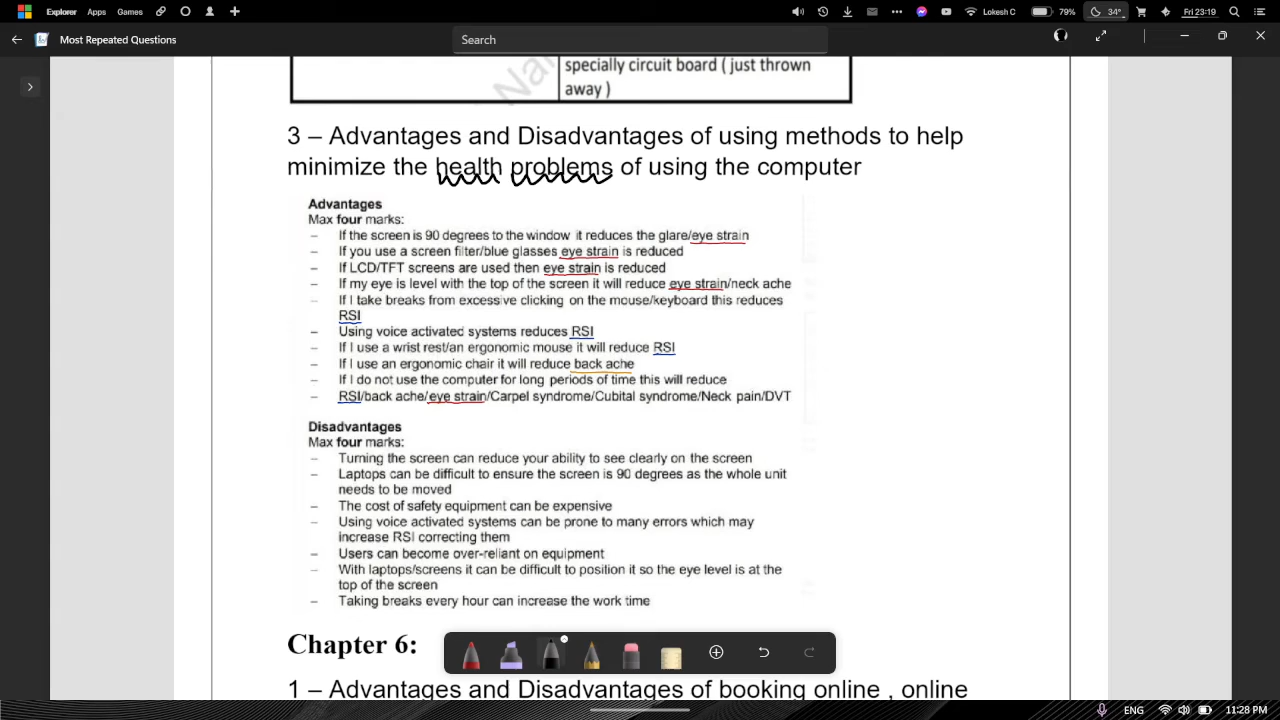 Explorer Apps Games Lokesh C 79% 34° Fri 23:19
Most Repeated Questions
Search
Nar
specially circuit board ( just thrown
away )
3 – Advantages and Disadvantages of using methods to help
minimize the health problems of using the computer
Advantages
Max four marks:
– If the screen is 90 degrees to the window it reduces the glare/eye strain
– If you use a screen filter/blue glasses eye strain is reduced
– If LCD/TFT screens are used then eye strain is reduced
– If my eye is level with the top of the screen it will reduce eye strain/neck ache
– If I take breaks from excessive clicking on the mouse/keyboard this reduces
RSI
– Using voice activated systems reduces RSI
– If I use a wrist rest/an ergonomic mouse it will reduce RSI
– If I use an ergonomic chair it will reduce back ache
– If I do not use the computer for long periods of time this will reduce
– RSI/back ache/eye strain/Carpel syndrome/Cubital syndrome/Neck pain/DVT
Disadvantages
Max four marks:
– Turning the screen can reduce your ability to see clearly on the screen
– Laptops can be difficult to ensure the screen is 90 degrees as the whole unit
needs to be moved
– The cost of safety equipment can be expensive
– Using voice activated systems can be prone to many errors which may
increase RSI correcting them
– Users can become over-reliant on equipment
– With laptops/screens it can be difficult to position it so the eye level is at the
top of the screen
– Taking breaks every hour can increase the work time
Chapter 6:
1 – Advantages and Disadvantages of booking online , online
ENG 11:28 PM